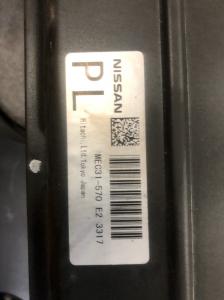 NISSAN
PL
MEC31-570 E2 3317
Hitachi, Ltd.Tokyo Japan